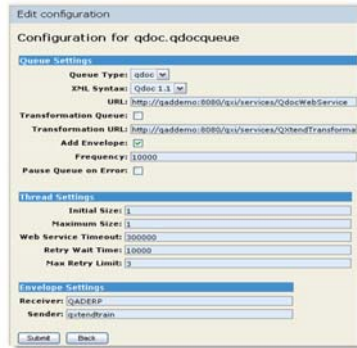 Edit configuration
Configuration for qdoc.qdocqueue
Queue Settings
Queue Type: qdoc
XML Syntax: Qdoc 1.1
URL: http://qaddemo:8080/qxi/services/QdocWebService
Transformation Queue:
Transformation URL: http://qaddemo:8080/qxi/services/QXtendTransforma
Add Envelope:
Frequency: 10000
Pause Queue on Error:
Thread Settings
Initial Size: 1
Maximum Size: 1
Web Service Timeout: 300000
Retry Wait Time: 10000
Max Retry Limit: 3
Envelope Settings
Receiver: QADERP
Sender: qxtendtrain
Submit Back